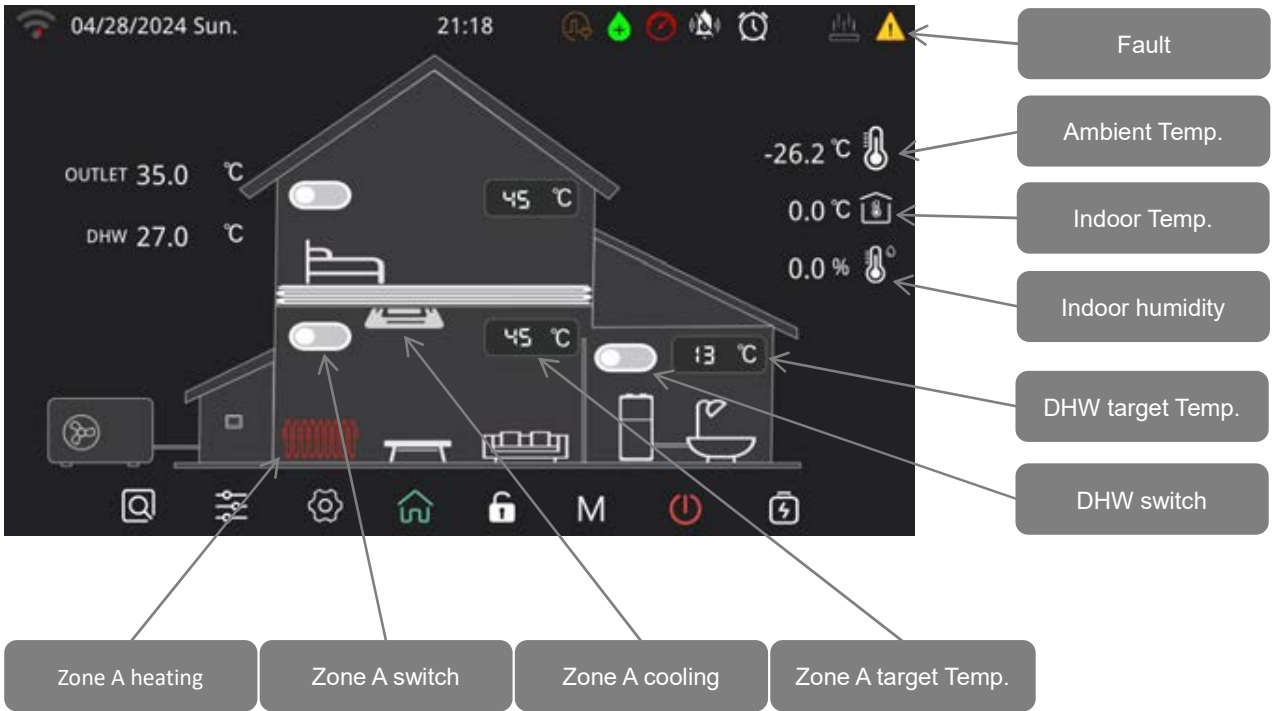 04/28/2024 Sun.
21:18
Fault
Ambient Temp.
-26.2 ℃
OUTLET 35.0 ℃
45 ℃
0.0 ℃
Indoor Temp.
DHW 27.0 ℃
0.0 %
Indoor humidity
45 ℃
13 ℃
DHW target Temp.
DHW switch
M
Zone A heating
Zone A switch
Zone A cooling
Zone A target Temp.